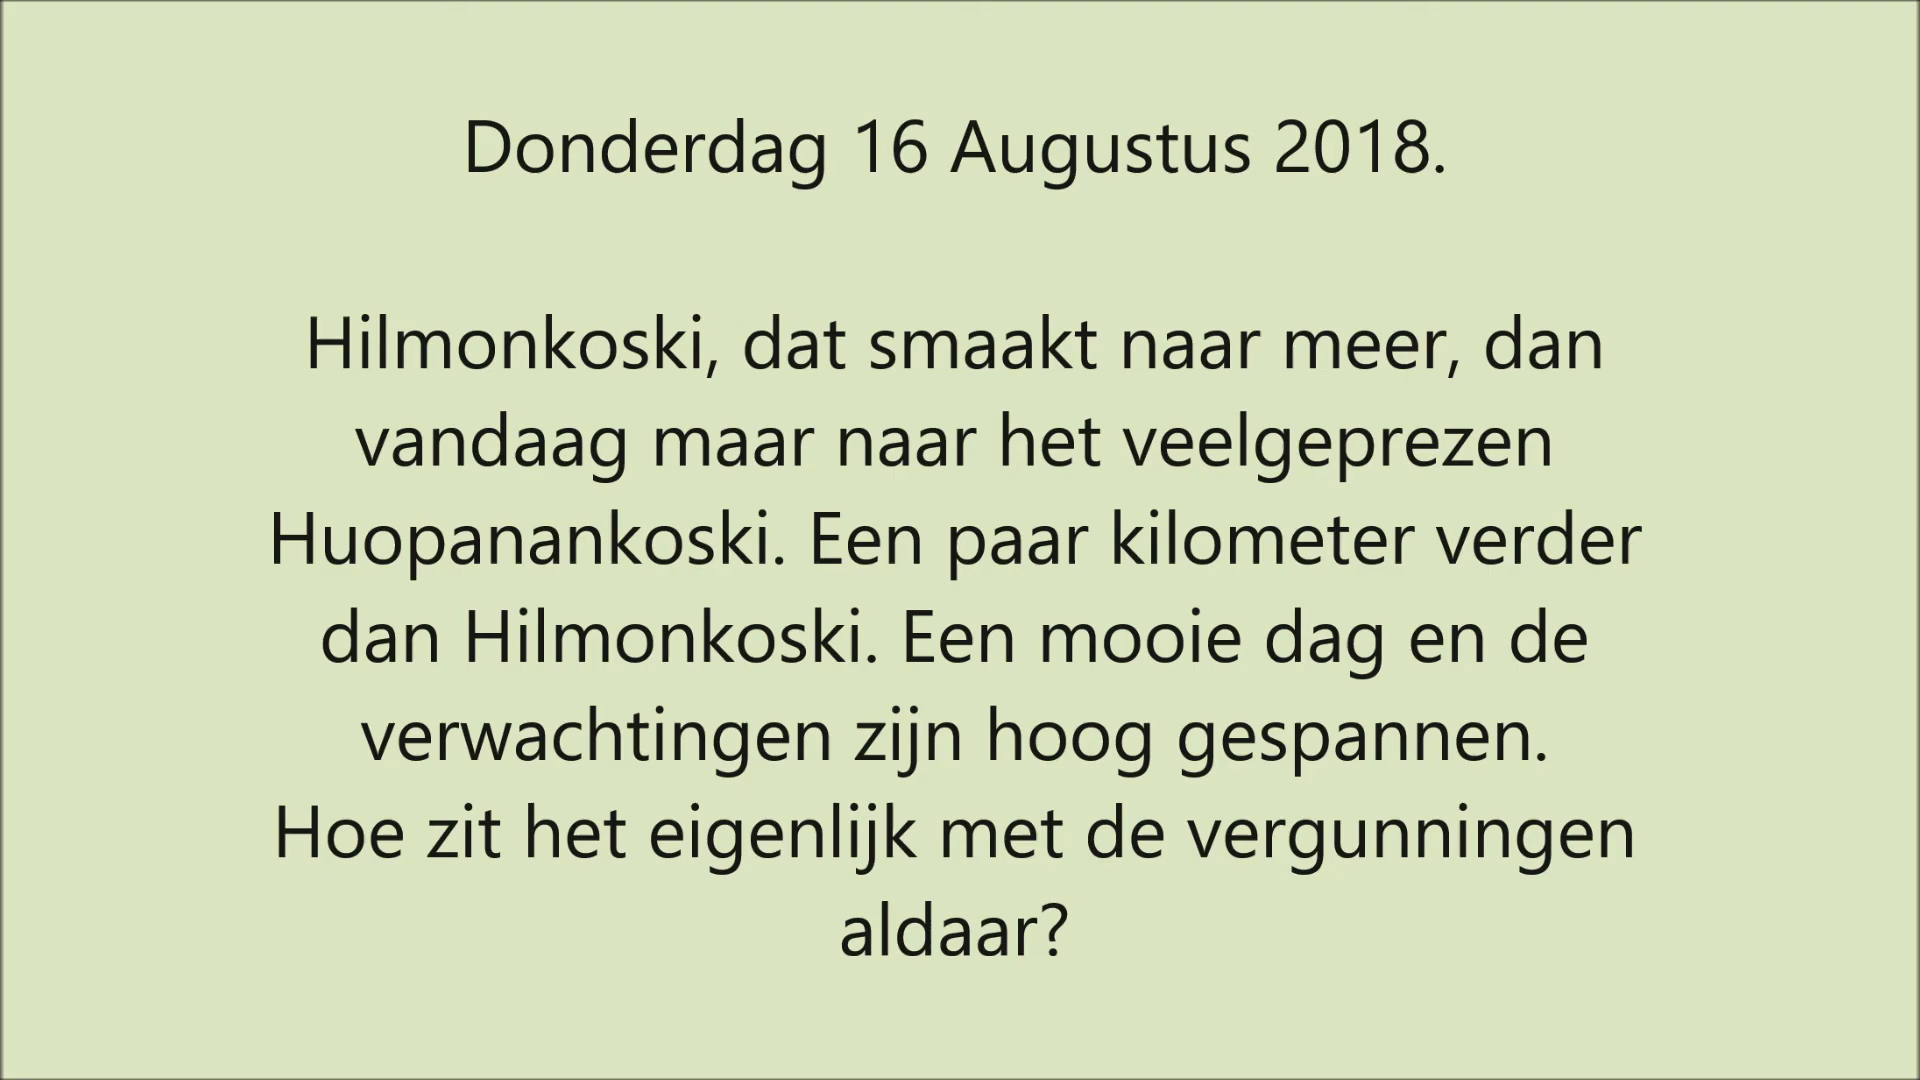 Donderdag 16 Augustus 2018.
Hilmonkoski, dat smaakt naar meer, dan
vandaag maar naar het veelgeprezen
Huopanankoski. Een paar kilometer verder
dan Hilmonkoski. Een mooie dag en de
verwachtingen zijn hoog gespannen.
Hoe zit het eigenlijk met de vergunningen
aldaar?